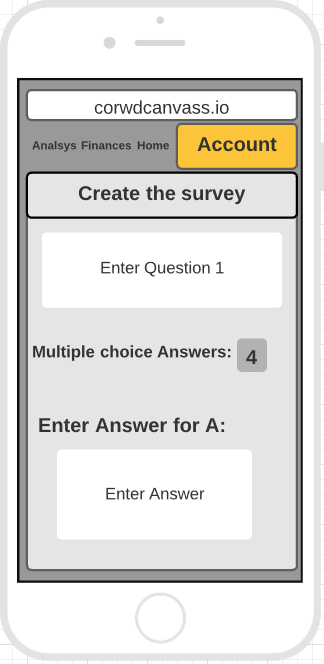 corwdcanvass.io
Analsys Finances Home Account
Create the survey
Enter Question 1
Multiple choice Answers: 4
Enter Answer for A:
Enter Answer